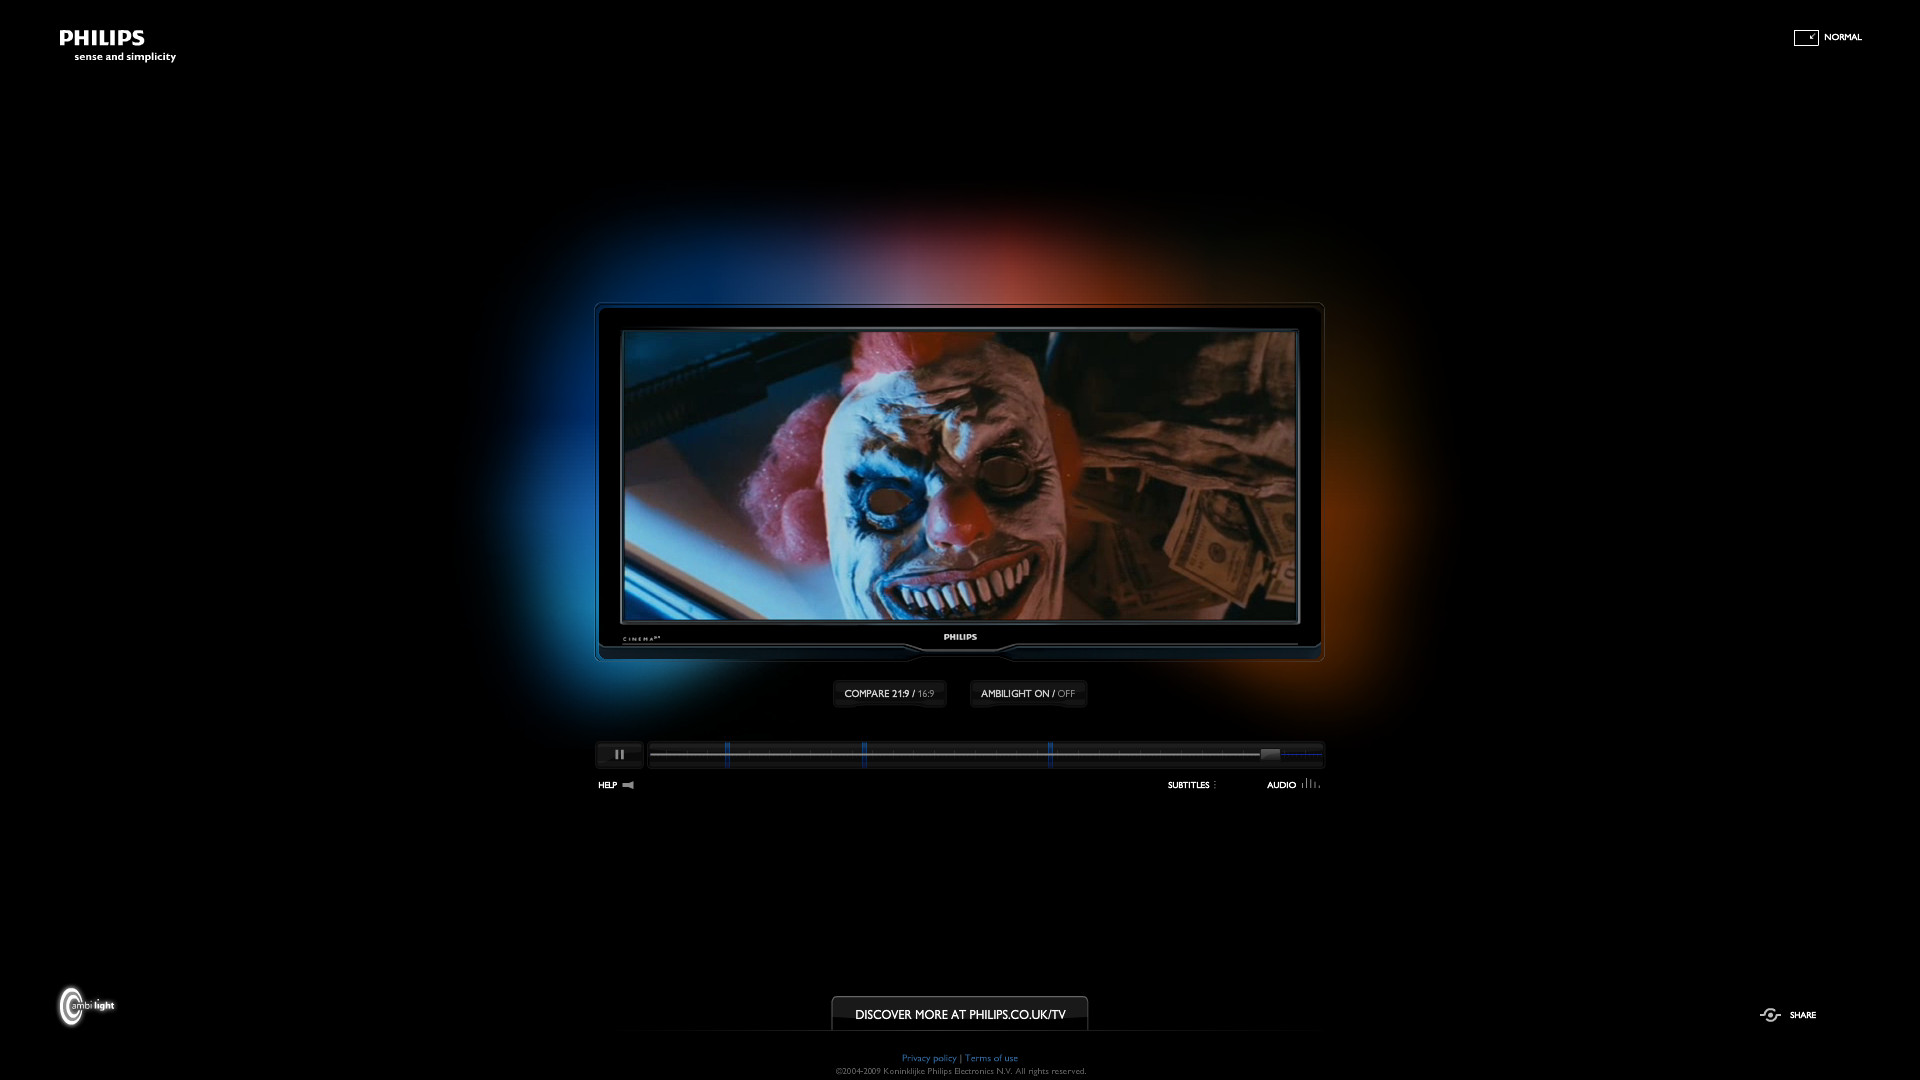 PHILIPS
sense and simplicity
NORMAL
CINEMA
PHILIPS
COMPARE 21:9 / 16:9
AMBILIGHT ON / OFF
HELP
SUBTITLES
AUDIO
ambilight
DISCOVER MORE AT PHILIPS.CO.UK/TV
SHARE
Privacy policy | Terms of use
©2004-2009 Koninklijke Philips Electronics N.V. All rights reserved.